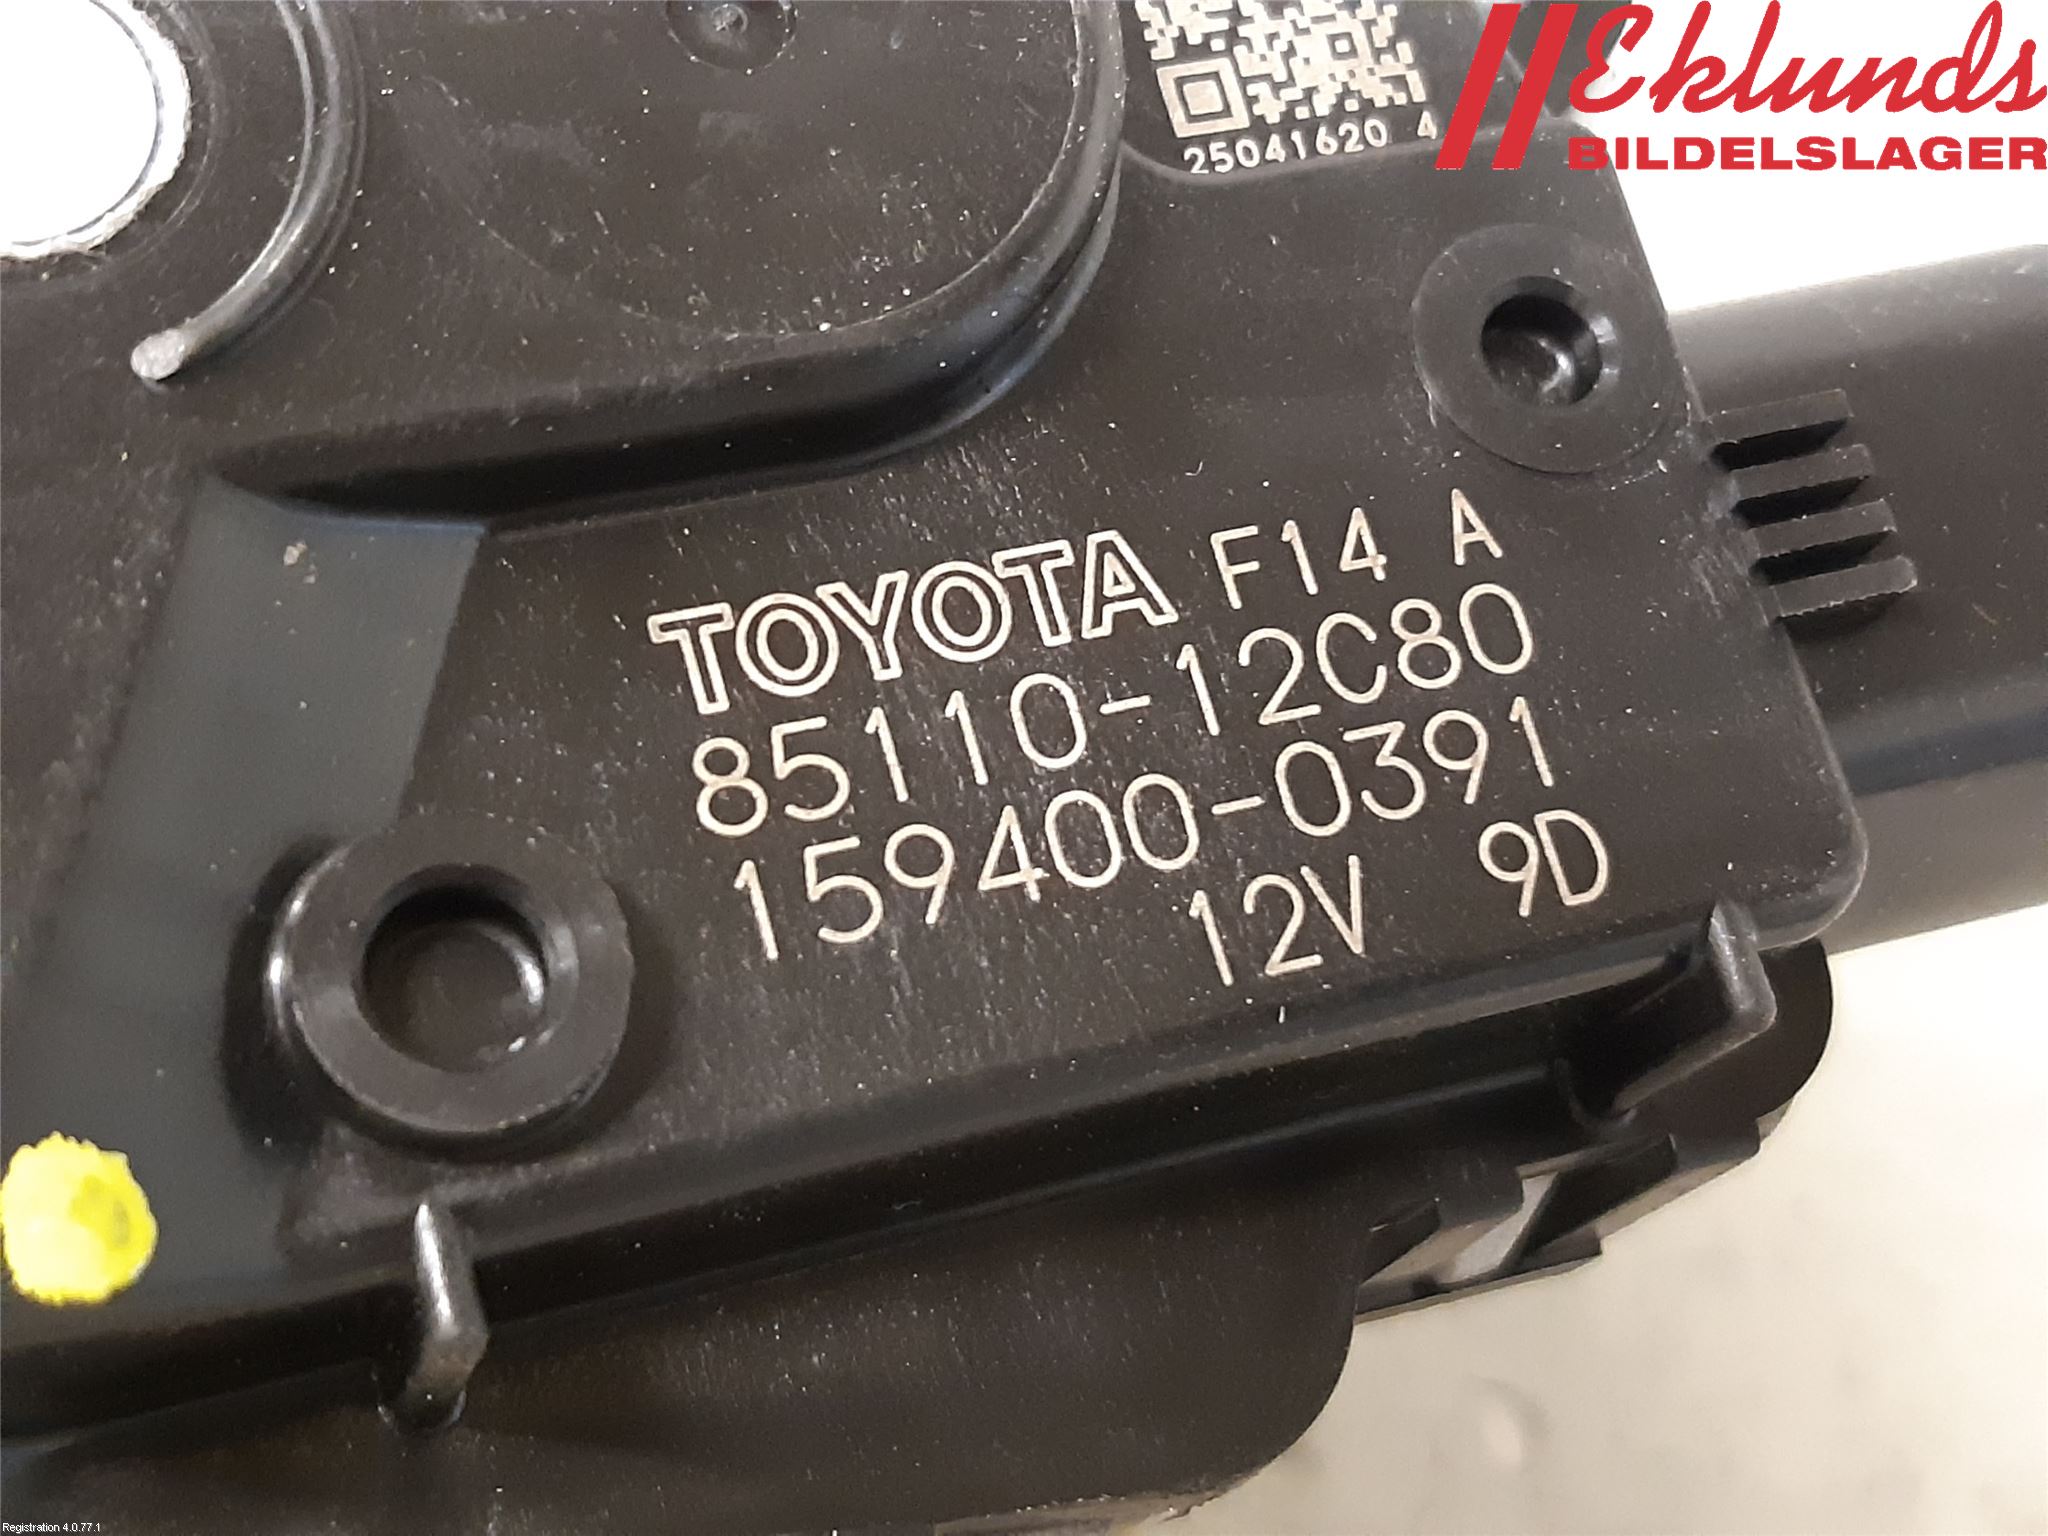 Eklunds
BILDELSLAGER
25041620 4
TOYOTA F14 A
85110-12C80
159400-0391
12V 9D
Registration 4.0.77.1